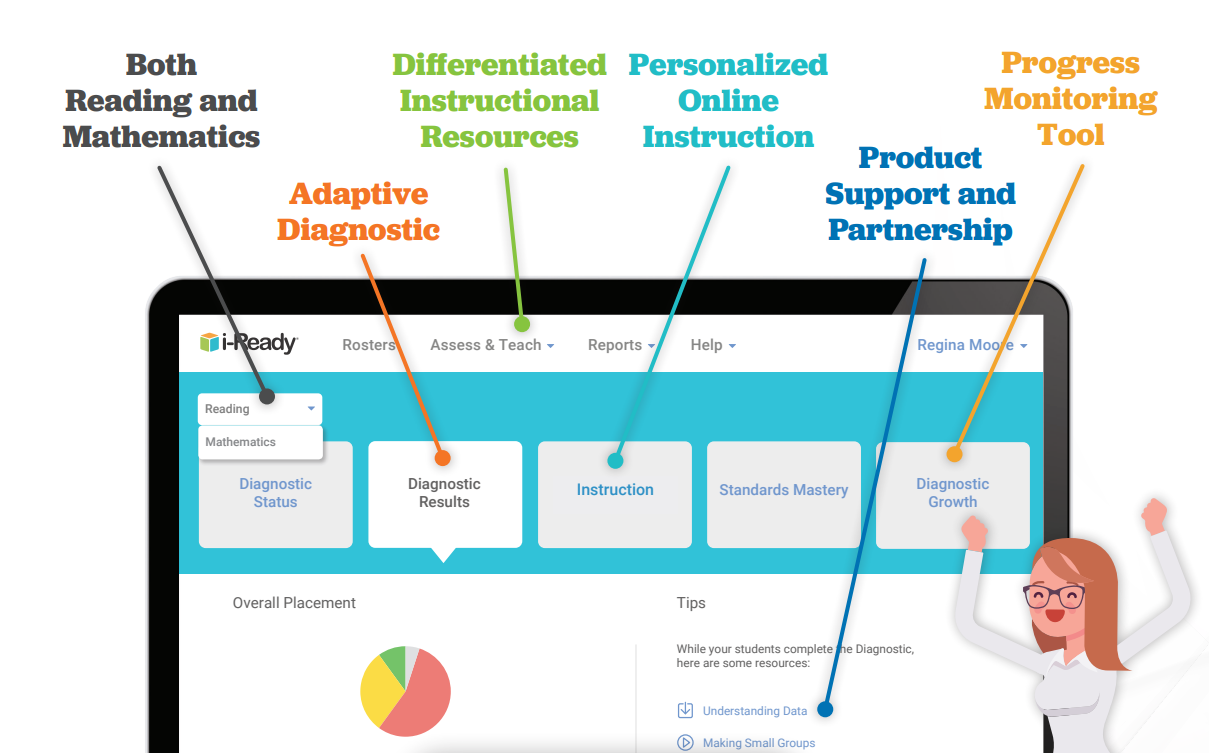 Both
Reading and
Mathematics
Differentiated
Instructional
Resources
Personalized
Online
Instruction
Progress
Monitoring
Tool
Adaptive
Diagnostic
Product
Support and
Partnership
i-Ready
Rosters
Assess & Teach
Reports
Help
Regina Moore
Reading
Mathematics
Diagnostic
Status
Diagnostic
Results
Instruction
Standards Mastery
Diagnostic
Growth
Overall Placement
Tips
While your students complete the Diagnostic,
here are some resources:
Understanding Data
Making Small Groups